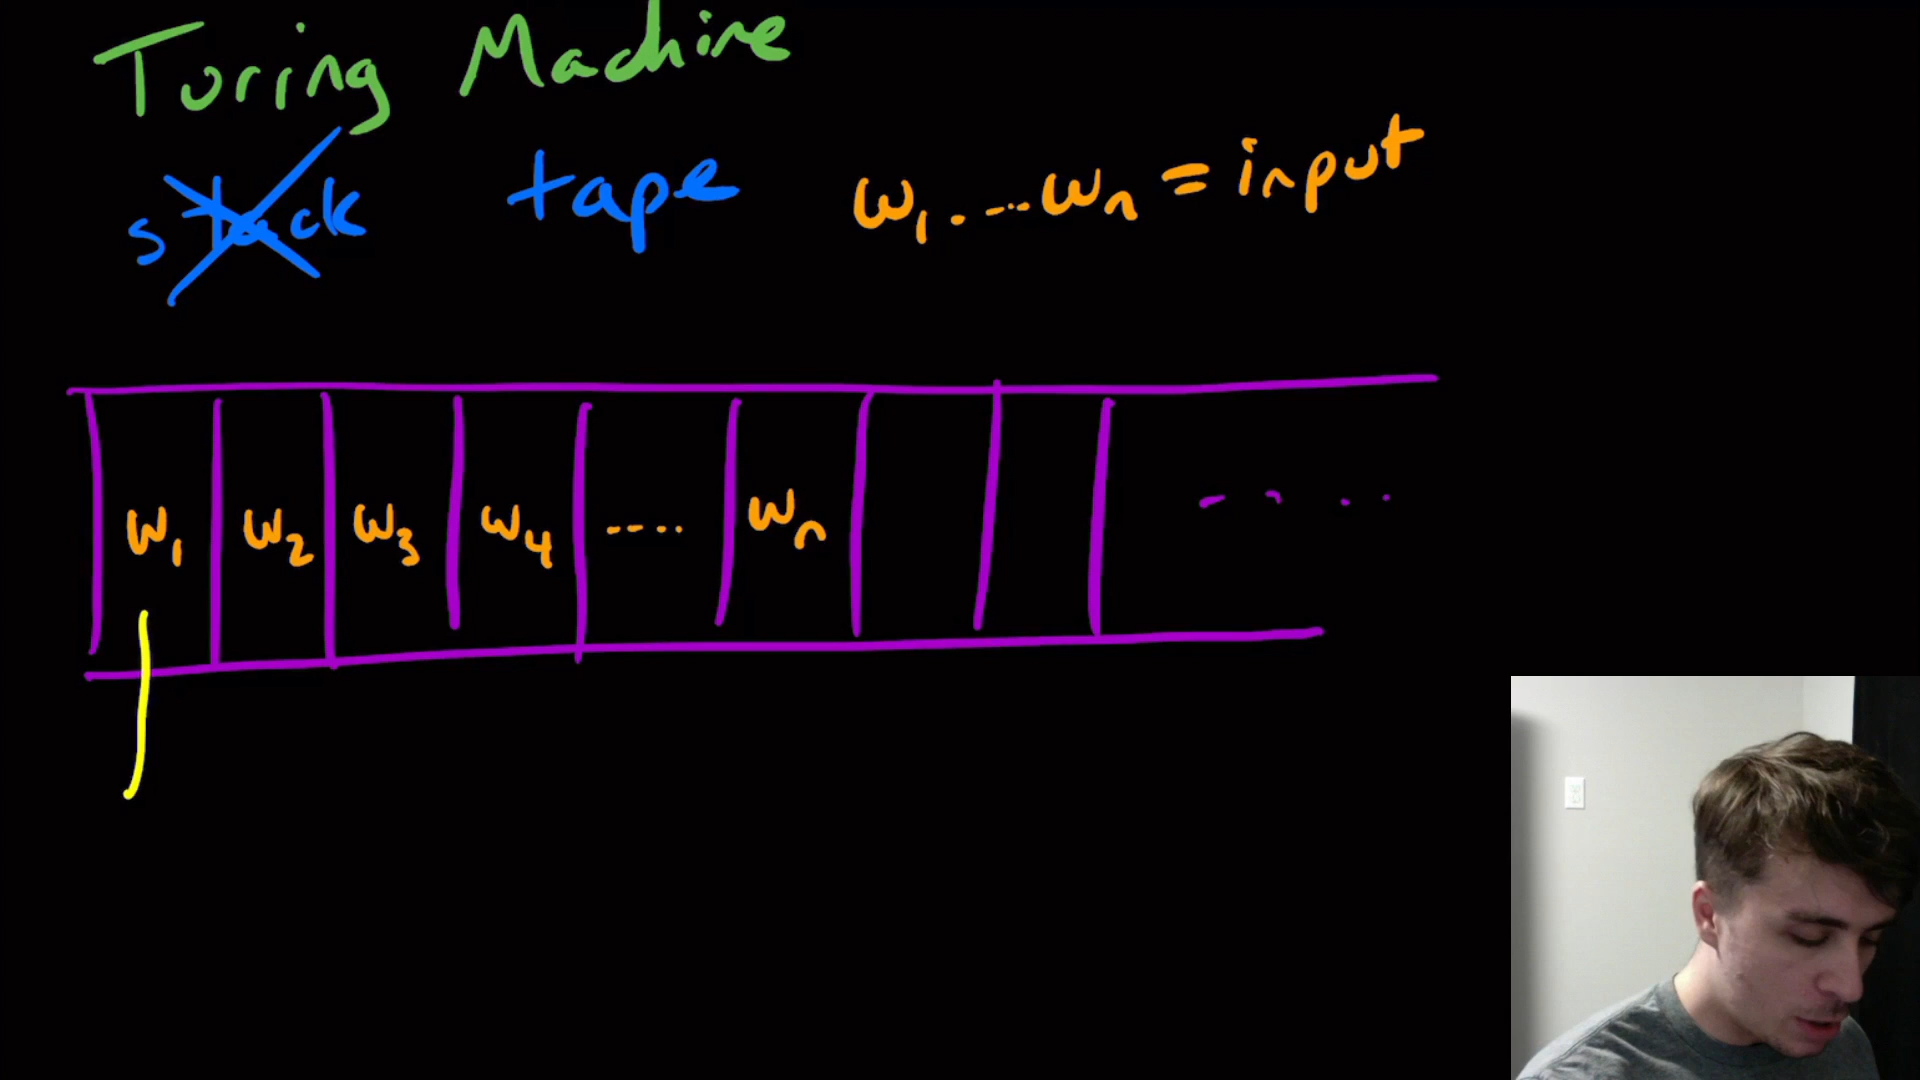 Turing Machine
stack tape w₁....wₙ = input
w₁ w₂ w₃ w₄ .... wₙ ....